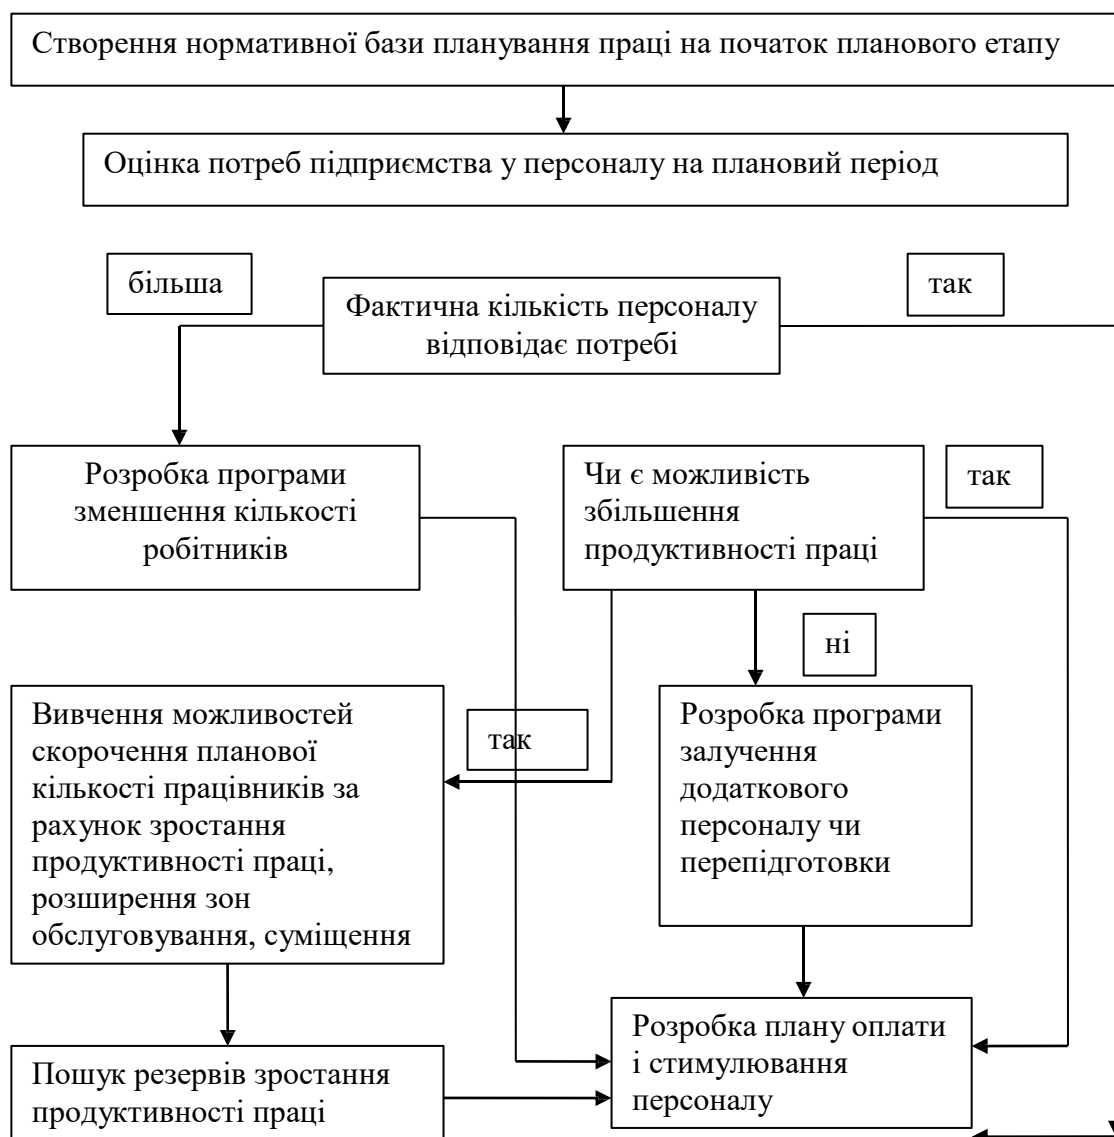 Створення нормативної бази планування праці на початок планового етапу
Оцінка потреб підприємства у персоналу на плановий період
більша
Фактична кількість персоналу
відповідає потребі
так
Розробка програми
зменшення кількості
робітників
Чи є можливість
збільшення
продуктивності праці
так
ні
Вивчення можливостей
скорочення планової
кількості працівників за
рахунок зростання
продуктивності праці,
розширення зон
обслуговування, суміщення
так
Розробка програми
залучення
додаткового
персоналу чи
перепідготовки
Пошук резервів зростання
продуктивності праці
Розробка плану оплати
і стимулювання
персоналу